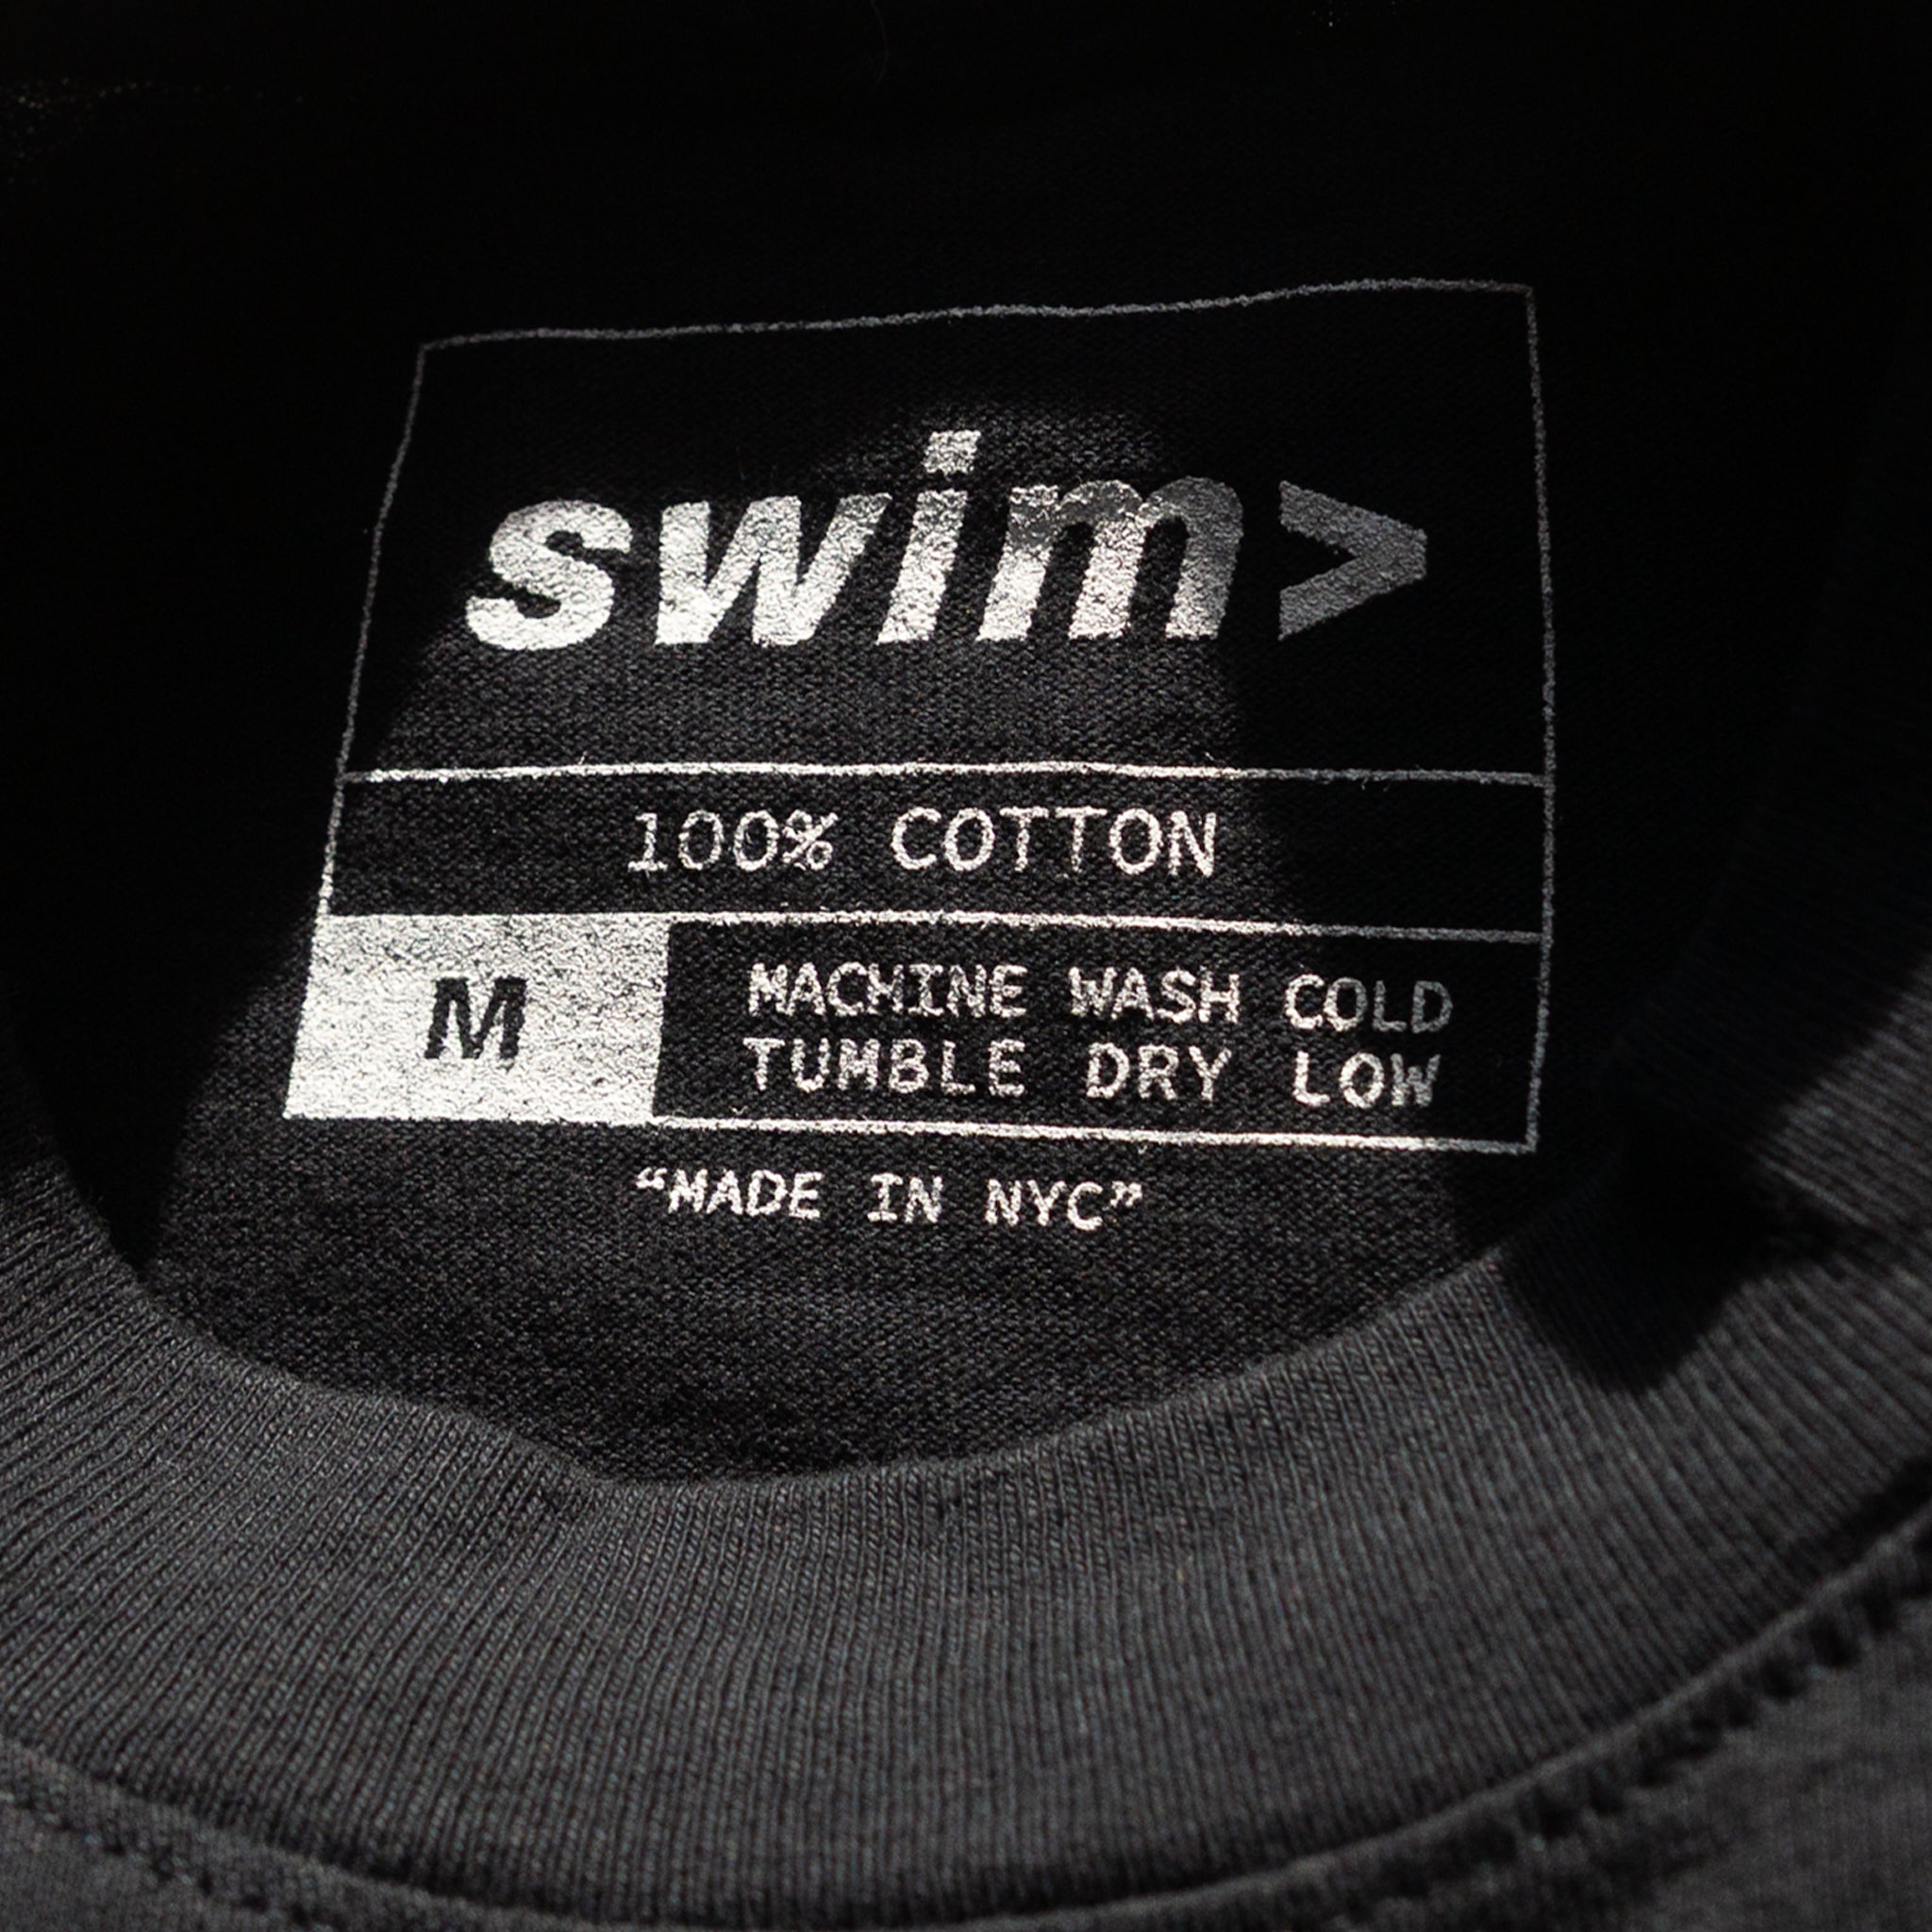 swim>
100% COTTON
M
MACHINE WASH COLD
TUMBLE DRY LOW
“MADE IN NYC”